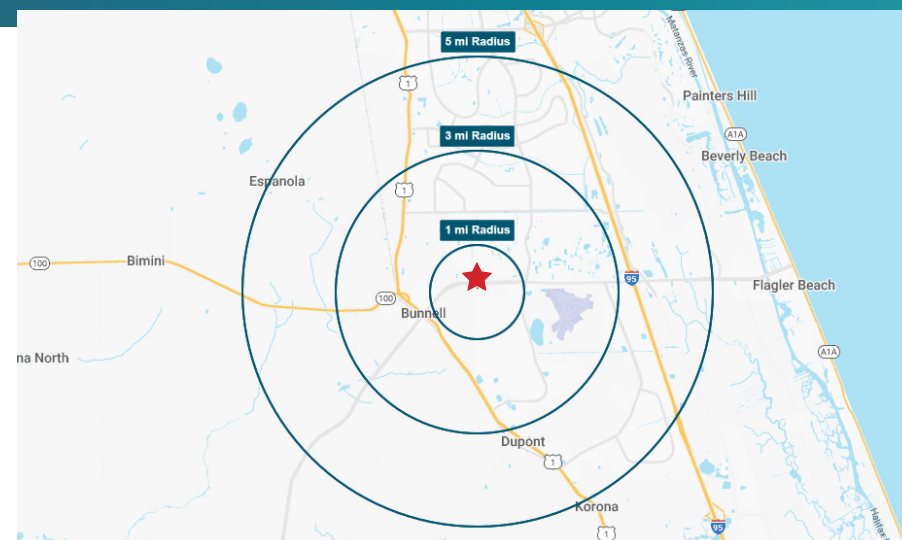 5 mi Radius
Matanzas River
1
Painters Hill
3 mi Radius
A1A
Beverly Beach
Espanola
1
1 mi Radius
100
Bimini
95
Flagler Beach
100
Bunnell
na North
A1A
Dupont
1
Korona
95
1
Halifax